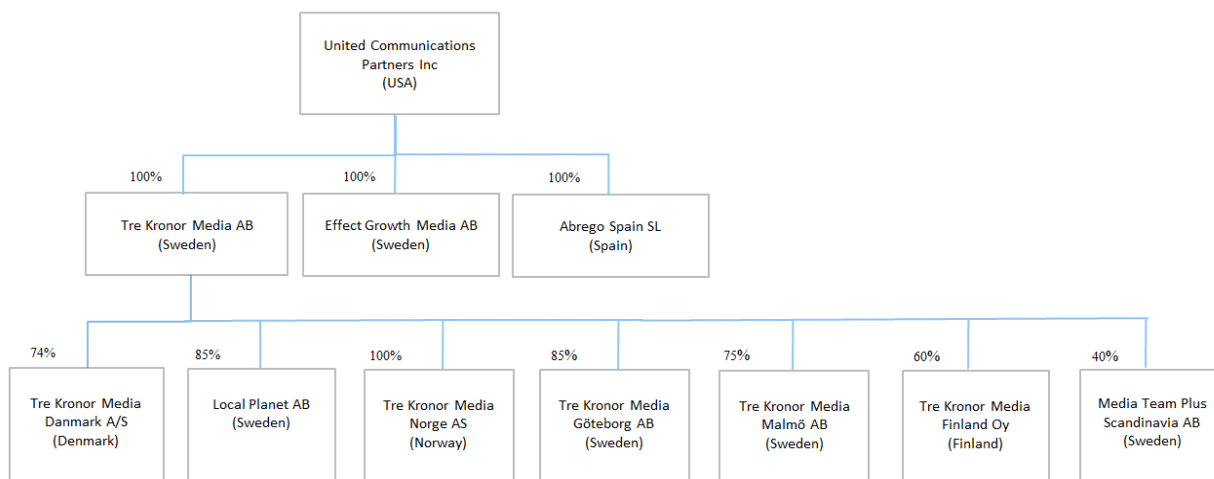 United Communications
Partners Inc
(USA)
100%
100%
100%
Tre Kronor Media AB
(Sweden)
Effect Growth Media AB
(Sweden)
Abrego Spain SL
(Spain)
74%
85%
100%
85%
75%
60%
40%
Tre Kronor Media
Danmark A/S
(Denmark)
Local Planet AB
(Sweden)
Tre Kronor Media
Norge AS
(Norway)
Tre Kronor Media
Göteborg AB
(Sweden)
Tre Kronor Media
Malmö AB
(Sweden)
Tre Kronor Media
Finland Oy
(Finland)
Media Team Plus
Scandinavia AB
(Sweden)